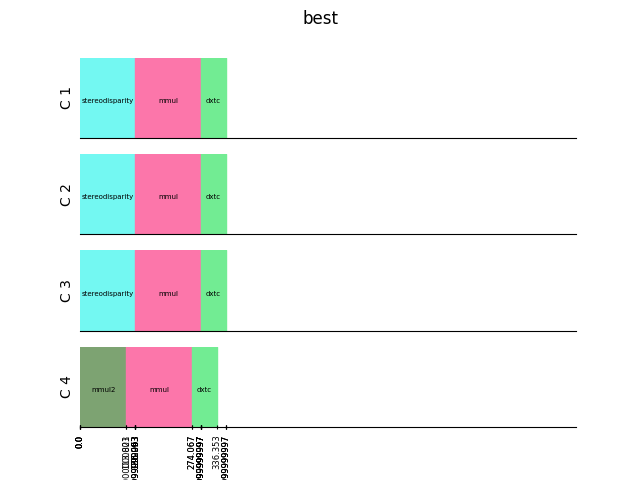 best
C 1
stereodisparity
mmul
dxtc
C 2
stereodisparity
mmul
dxtc
C 3
stereodisparity
mmul
dxtc
C 4
mmul2
mmul
dxtc
0.0
274.067
336.353